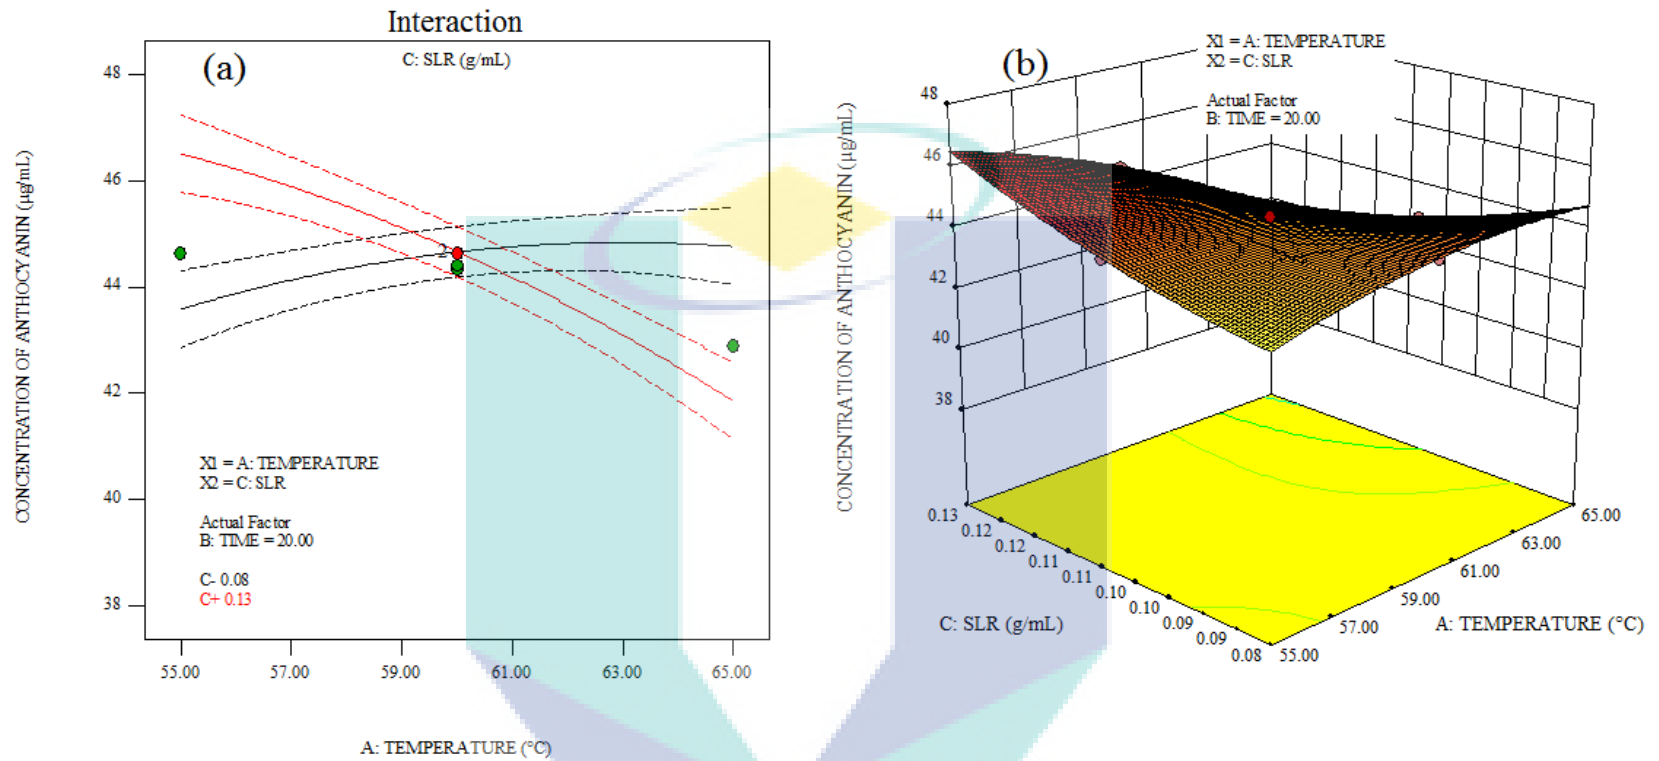 Interaction
(a)
C: SLR (g/mL)
48
46
44
42
40
38
CONCENTRATION OF ANTHOCYANIN (µg/mL)
2
X1 = A: TEMPERATURE
X2 = C: SLR
Actual Factor
B: TIME = 20.00
C- 0.08
C+ 0.13
55.00
57.00
59.00
61.00
63.00
65.00
A: TEMPERATURE (°C)
(b)
X1 = A: TEMPERATURE
X2 = C: SLR
Actual Factor
B: TIME = 20.00
48
46
44
42
40
38
CONCENTRATION OF ANTHOCYANIN (µg/mL)
0.13
0.12
0.12
0.11
0.11
0.10
0.10
0.09
0.09
0.08
C: SLR (g/mL)
55.00
57.00
59.00
61.00
63.00
65.00
A: TEMPERATURE (°C)